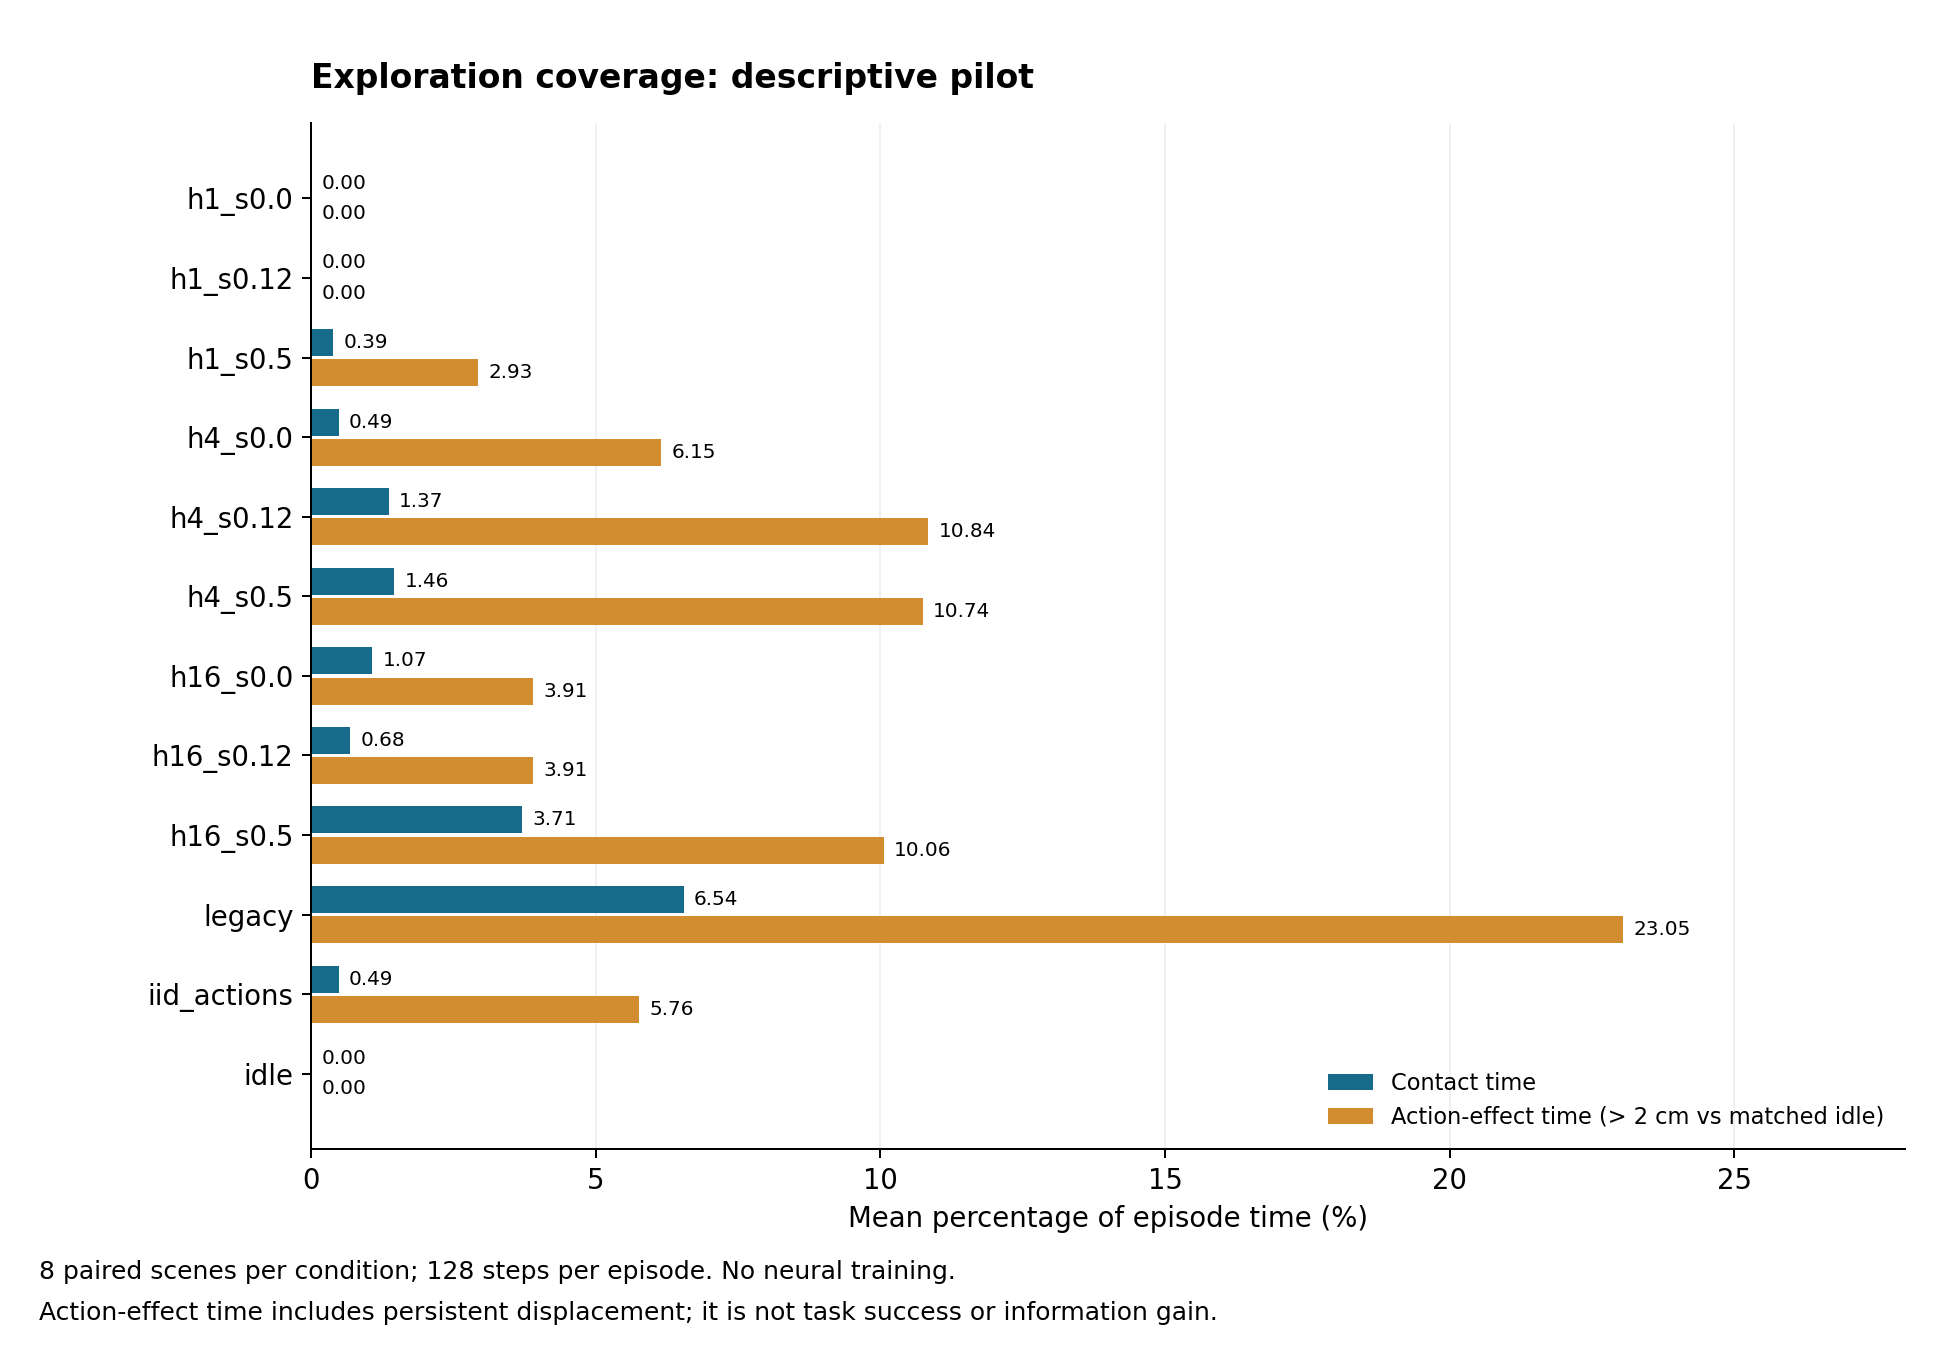 Exploration coverage: descriptive pilot
h1_s0.0
0.00
0.00
h1_s0.12
0.00
0.00
h1_s0.5
0.39
2.93
h4_s0.0
0.49
6.15
h4_s0.12
1.37
10.84
h4_s0.5
1.46
10.74
h16_s0.0
1.07
3.91
h16_s0.12
0.68
3.91
h16_s0.5
3.71
10.06
legacy
6.54
23.05
iid_actions
0.49
5.76
idle
0.00
0.00
Contact time
Action-effect time (> 2 cm vs matched idle)
0 5 10 15 20 25
Mean percentage of episode time (%)
8 paired scenes per condition; 128 steps per episode. No neural training.
Action-effect time includes persistent displacement; it is not task success or information gain.